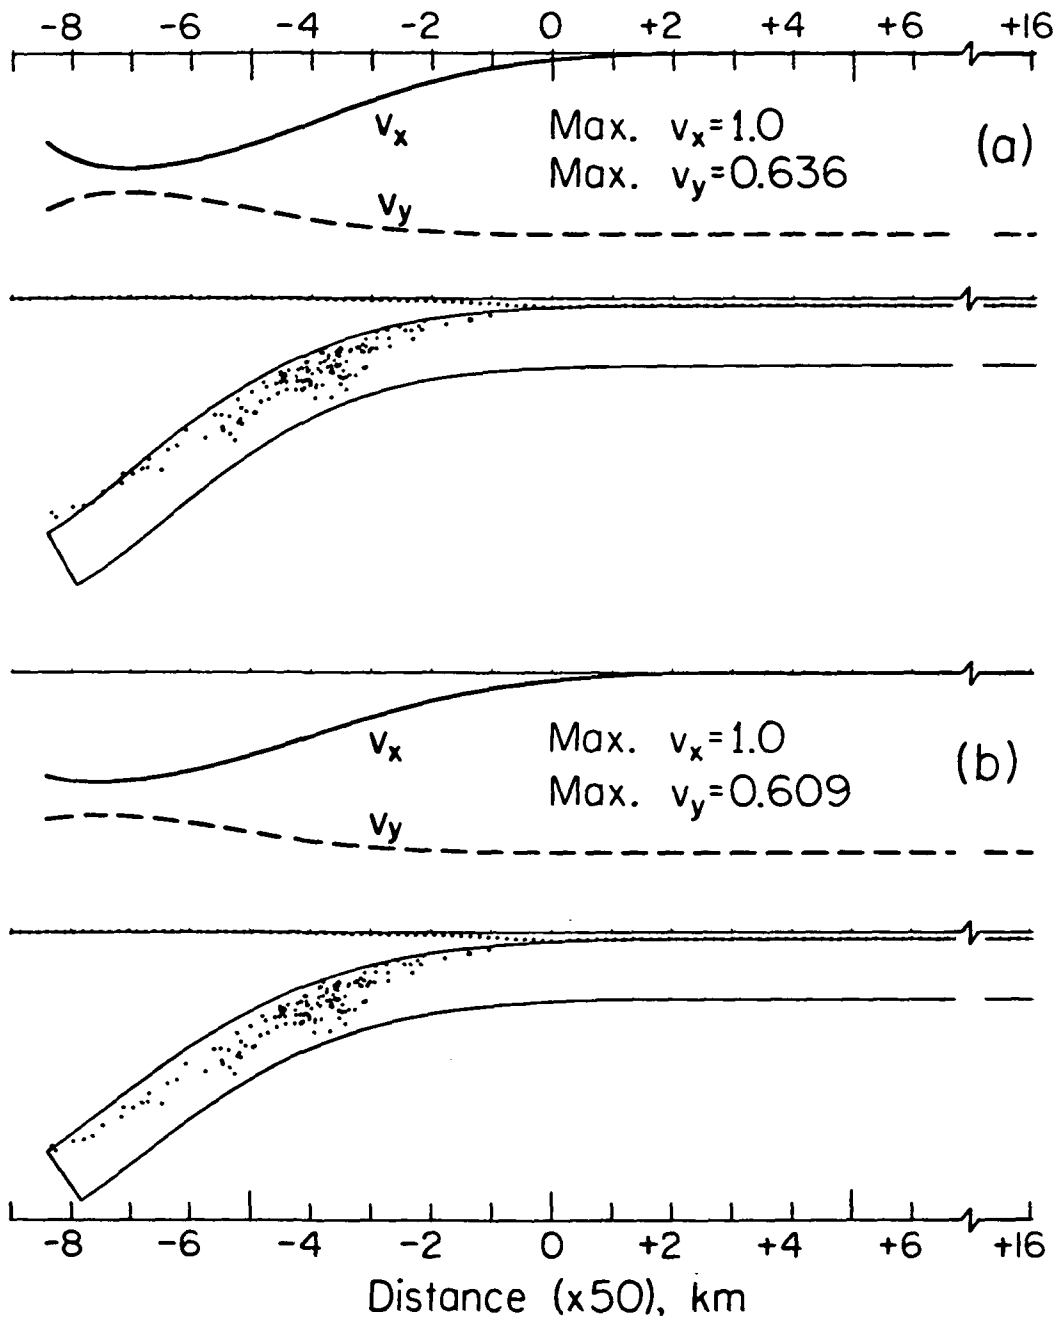 -8 -6 -4 -2 0 +2 +4 +6 +16
vx Max. vx=1.0 (a)
Max. vy=0.636
vy
vx Max. vx=1.0 (b)
Max. vy=0.609
vy
-8 -6 -4 -2 0 +2 +4 +6 +16
Distance (x50), km